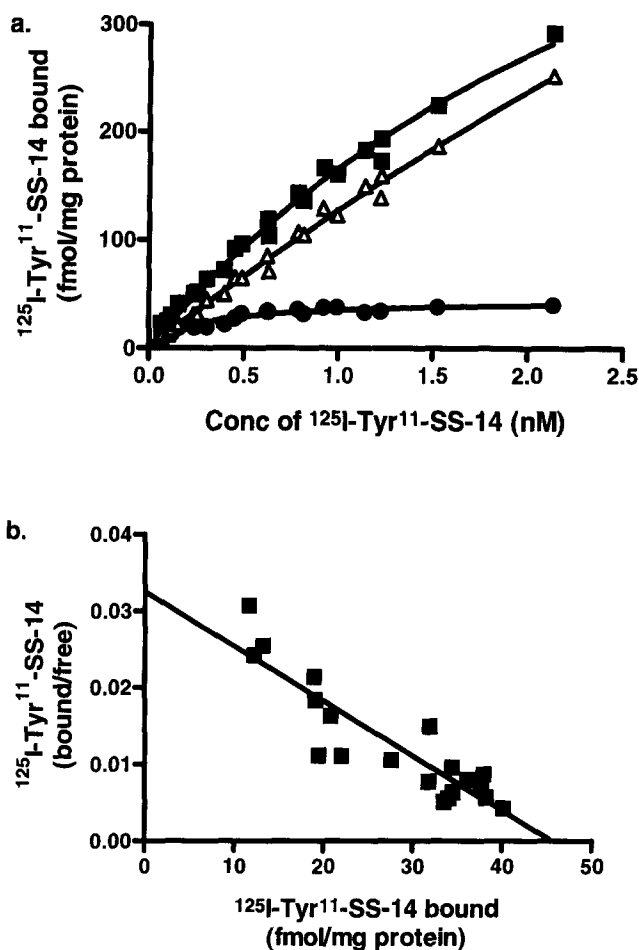 a.
300
200
100
0
¹²⁵I-Tyr¹¹-SS-14 bound
(fmol/mg protein)
0.0 0.5 1.0 1.5 2.0 2.5
Conc of ¹²⁵I-Tyr¹¹-SS-14 (nM)
b.
0.04
0.03
0.02
0.01
0.00
¹²⁵I-Tyr¹¹-SS-14
(bound/free)
0 10 20 30 40 50
¹²⁵I-Tyr¹¹-SS-14 bound
(fmol/mg protein)